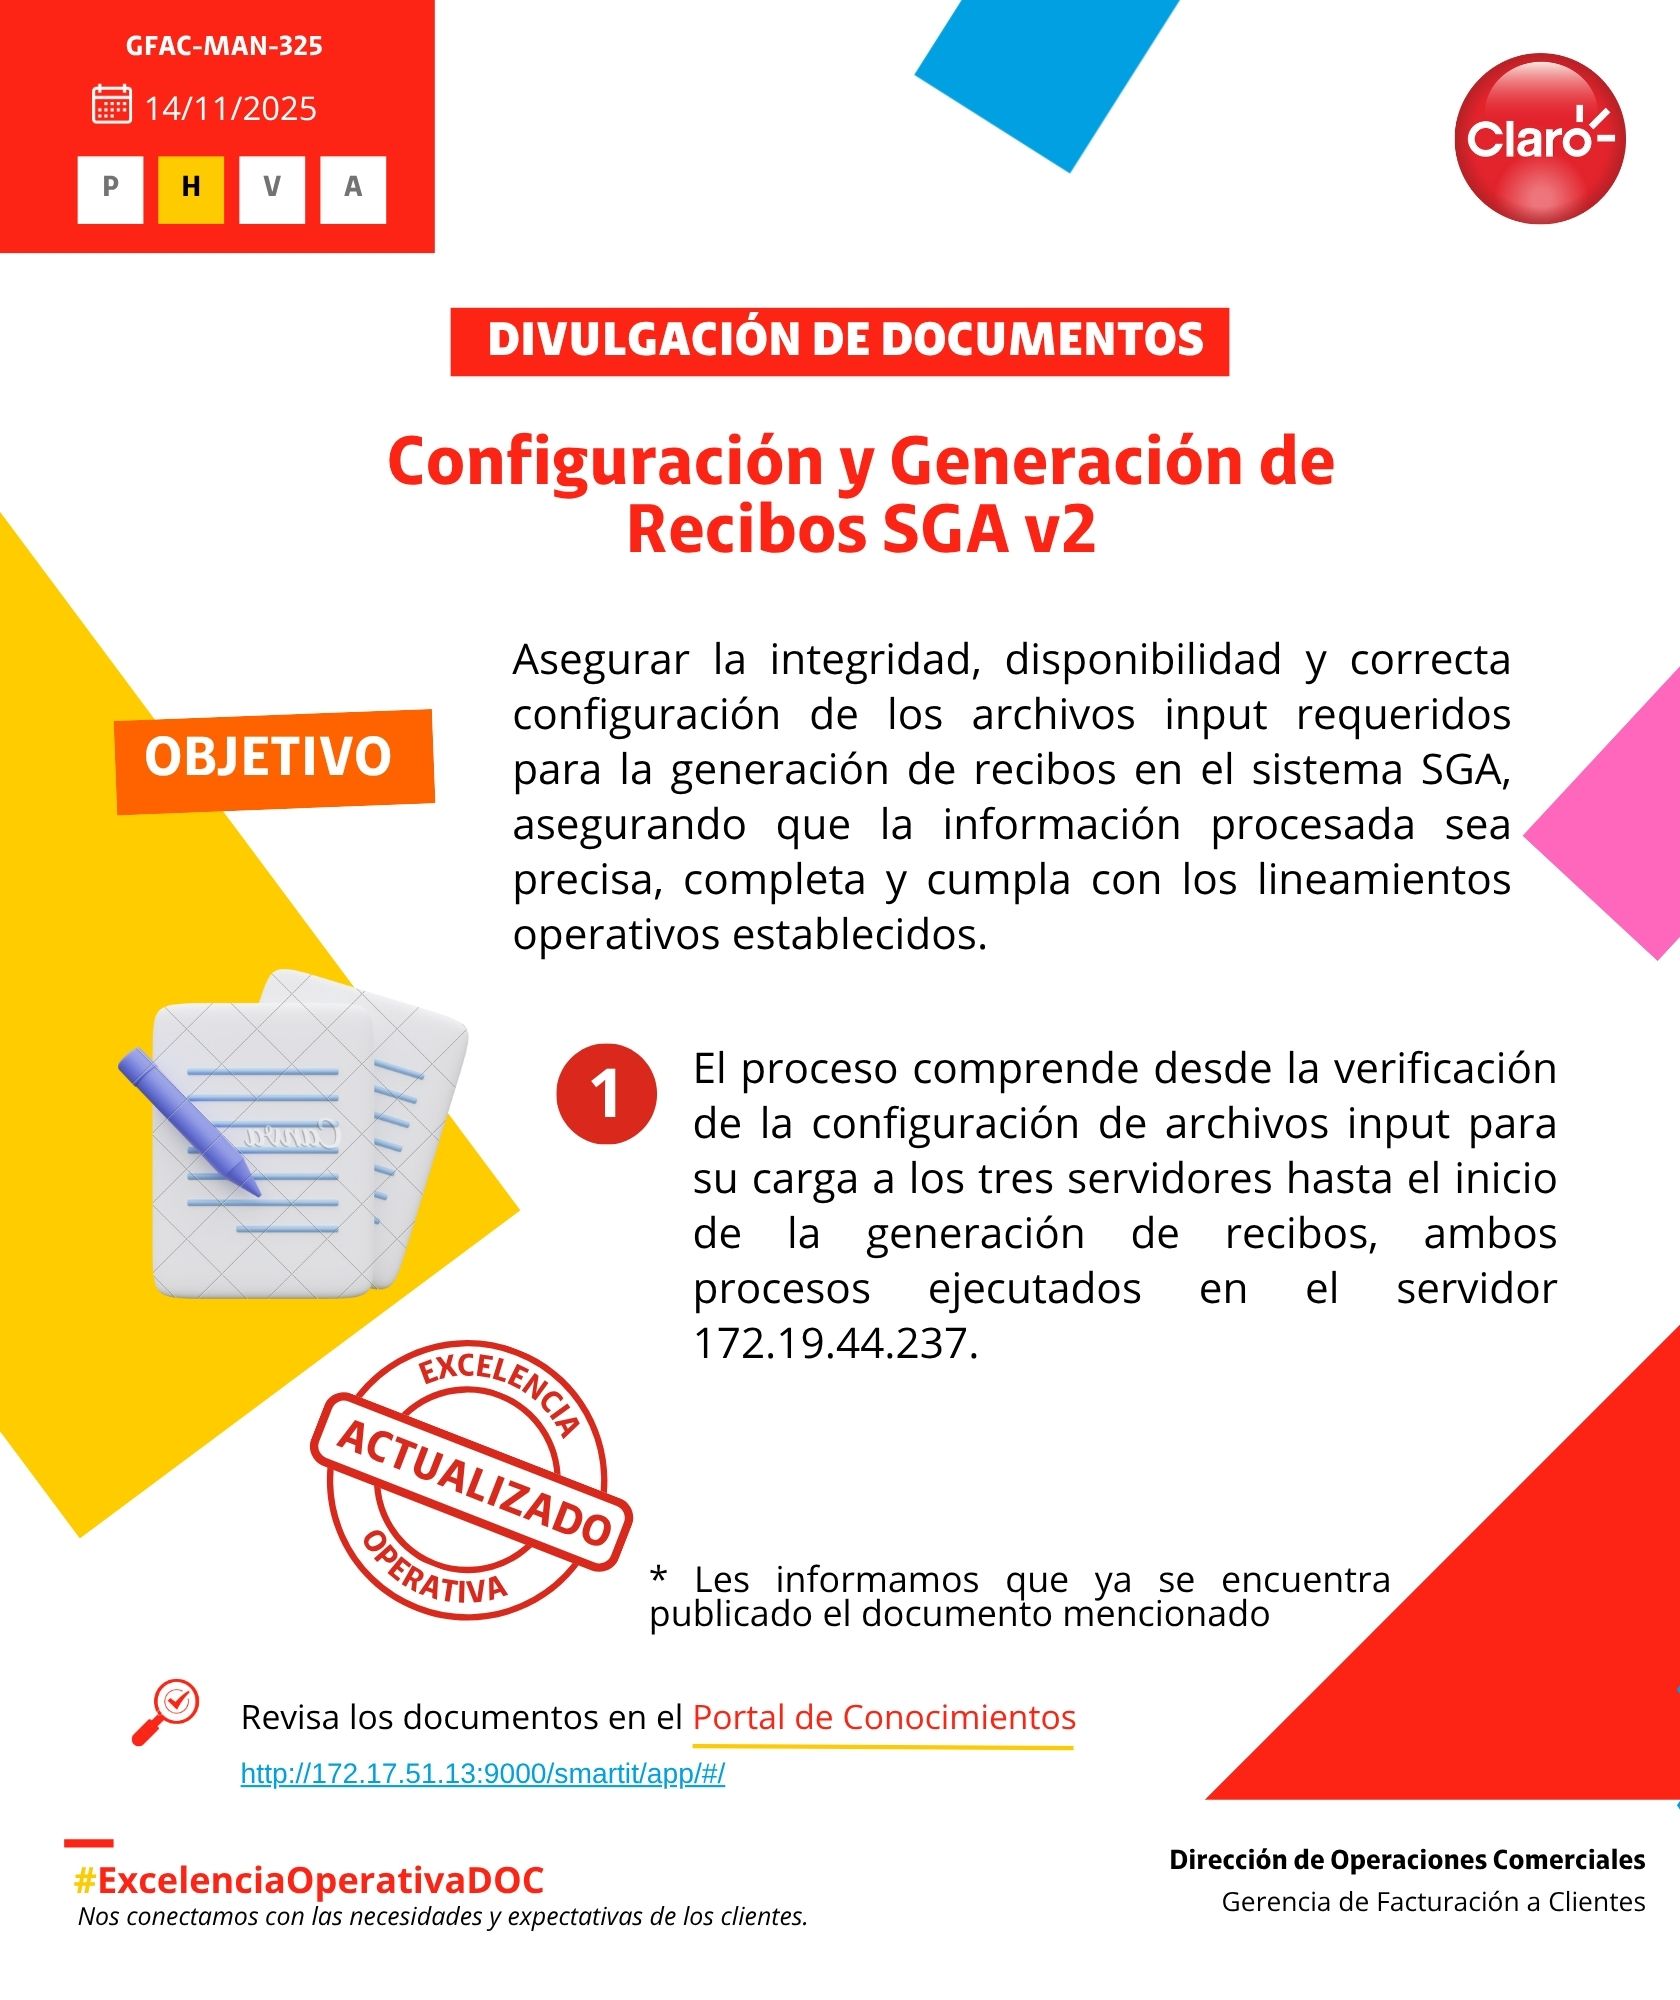 GFAC-MAN-325
14/11/2025
P H V A
Claro
DIVULGACIÓN DE DOCUMENTOS
Configuración y Generación de
Recibos SGA v2
OBJETIVO
Asegurar la integridad, disponibilidad y correcta
configuración de los archivos input requeridos
para la generación de recibos en el sistema SGA,
asegurando que la información procesada sea
precisa, completa y cumpla con los lineamientos
operativos establecidos.
Canva
1
El proceso comprende desde la verificación
de la configuración de archivos input para
su carga a los tres servidores hasta el inicio
de la generación de recibos, ambos
procesos ejecutados en el servidor
172.19.44.237.
EXCELENCIA
ACTUALIZADO
OPERATIVA
* Les informamos que ya se encuentra
publicado el documento mencionado
Revisa los documentos en el Portal de Conocimientos
http://172.17.51.13:9000/smartit/app/#/
#ExcelenciaOperativaDOC
Nos conectamos con las necesidades y expectativas de los clientes.
Dirección de Operaciones Comerciales
Gerencia de Facturación a Clientes